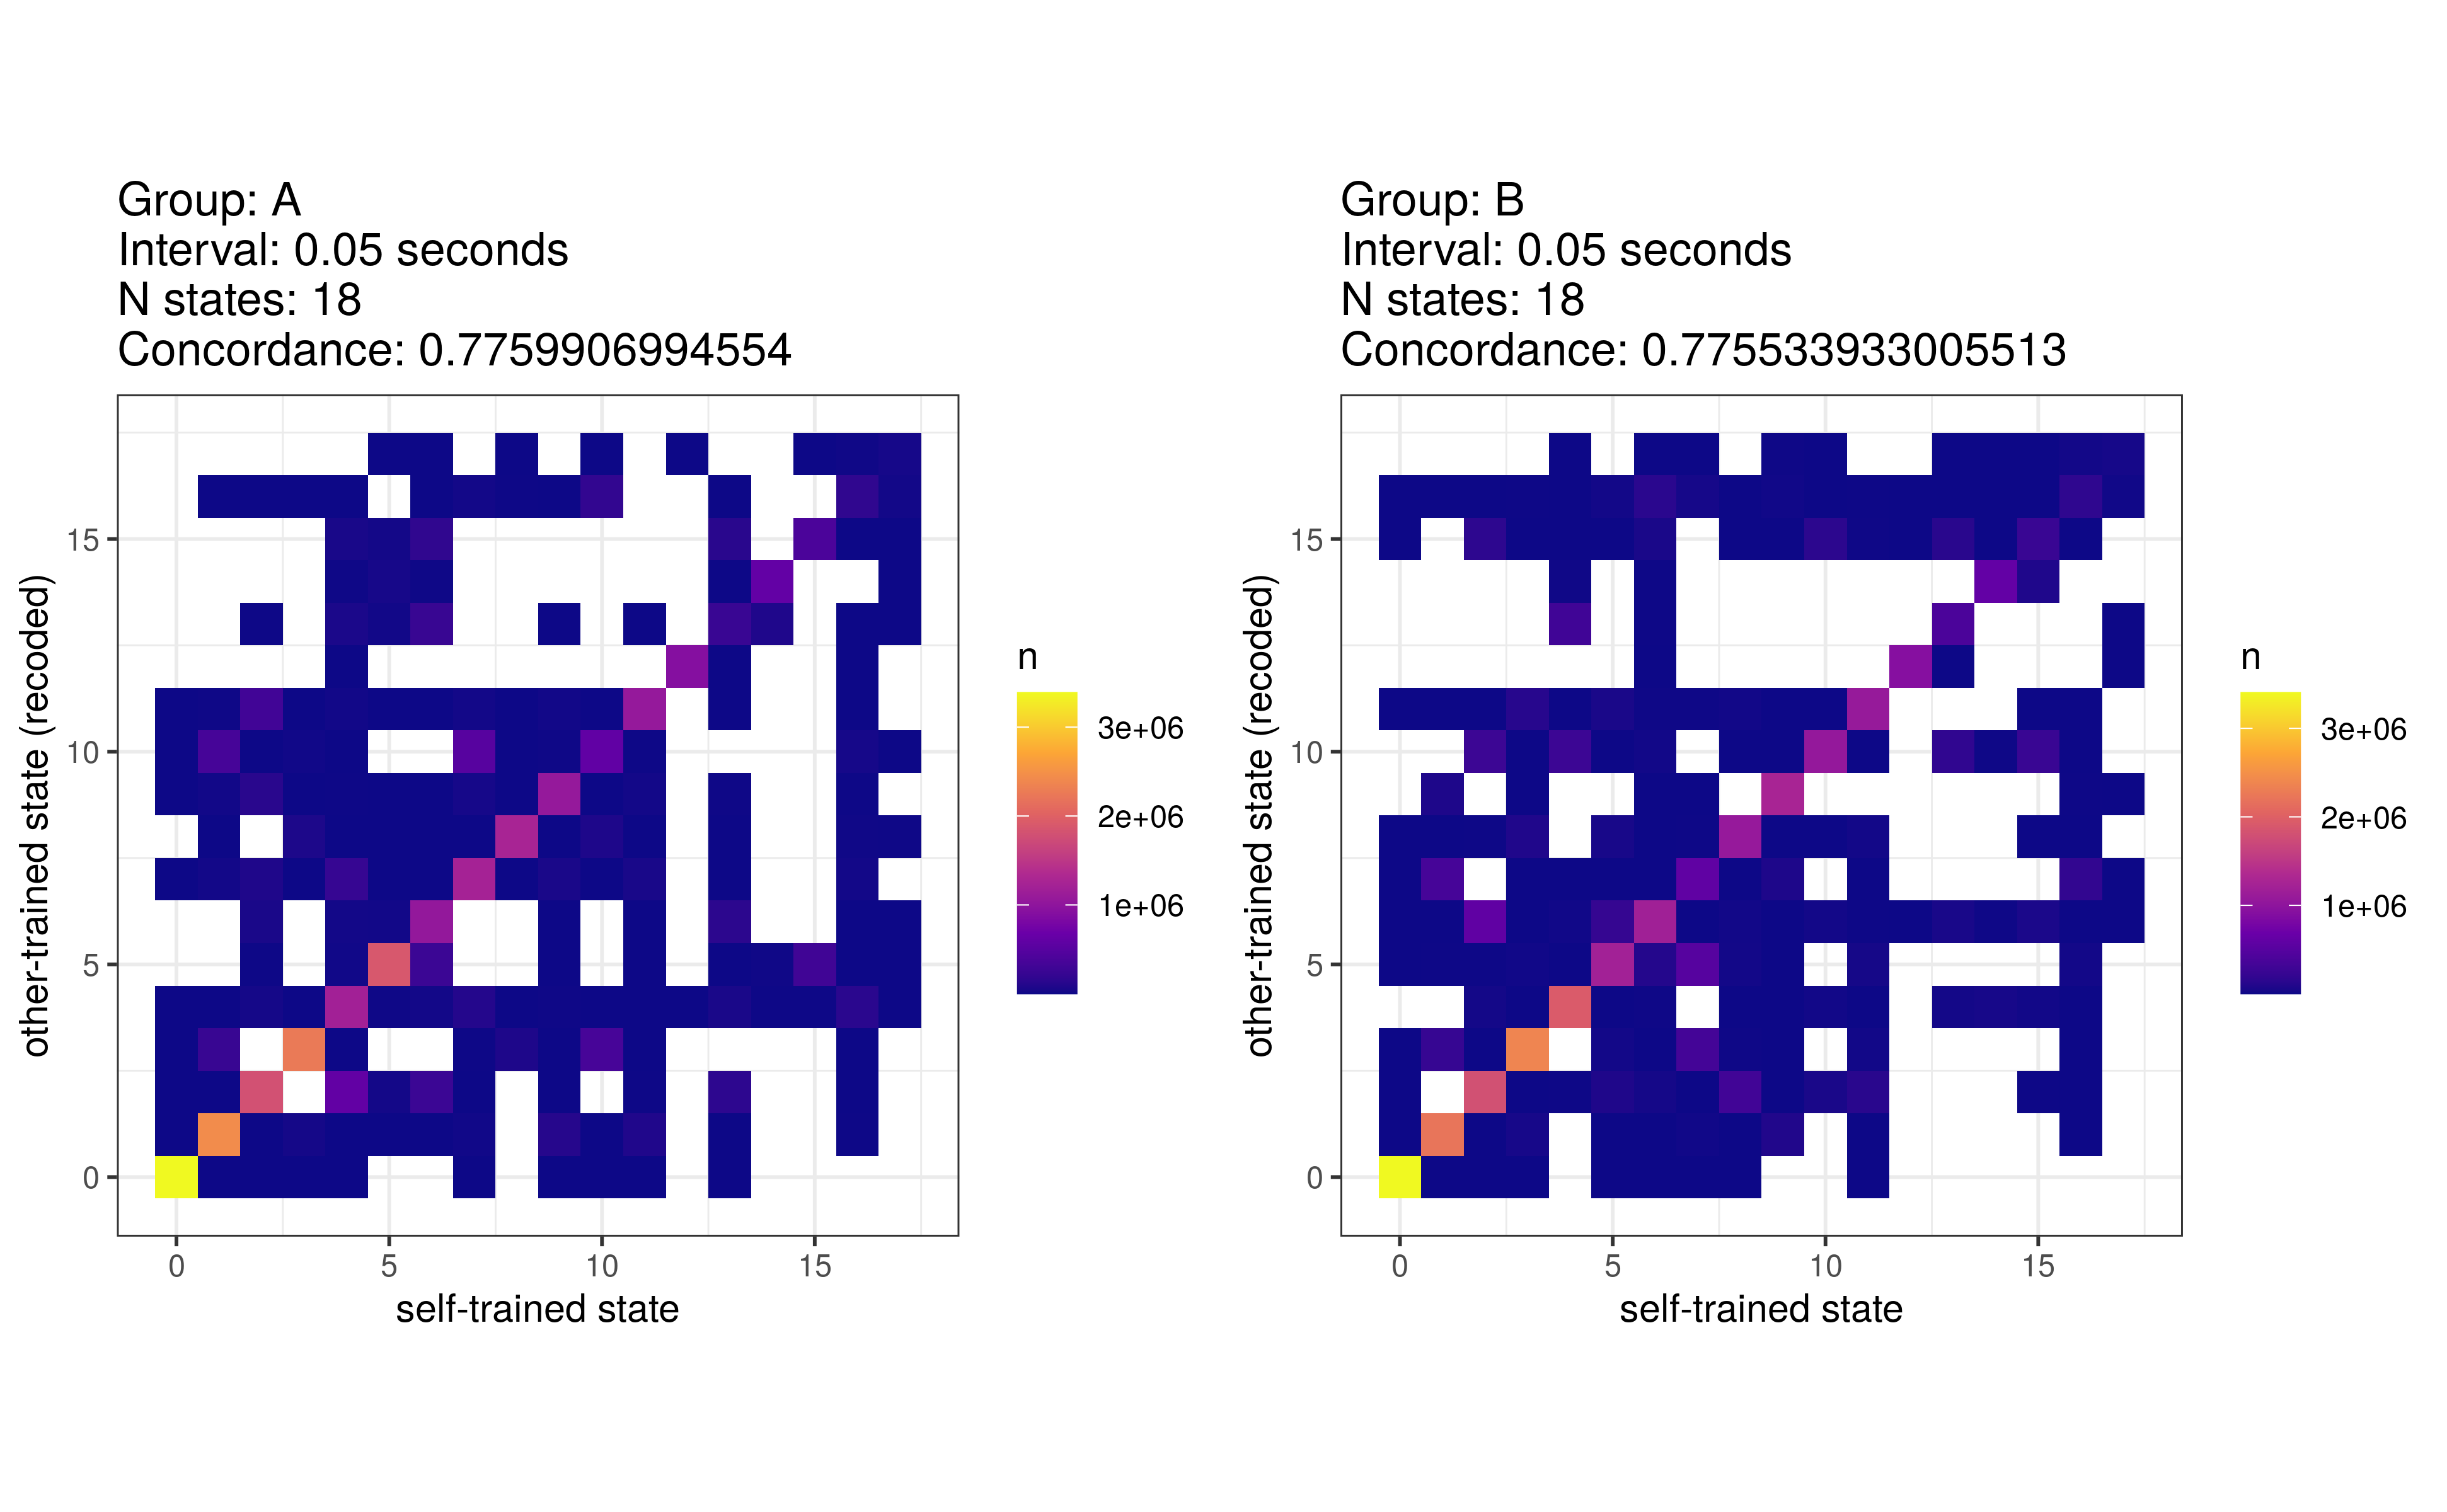 Group: A
Interval: 0.05 seconds
N states: 18
Concordance: 0.7759906994554
15
10
5
0
0 5 10 15
other-trained state (recoded)
self-trained state
n
3e+06
2e+06
1e+06
Group: B
Interval: 0.05 seconds
N states: 18
Concordance: 0.775533933005513
15
10
5
0
0 5 10 15
other-trained state (recoded)
self-trained state
n
3e+06
2e+06
1e+06